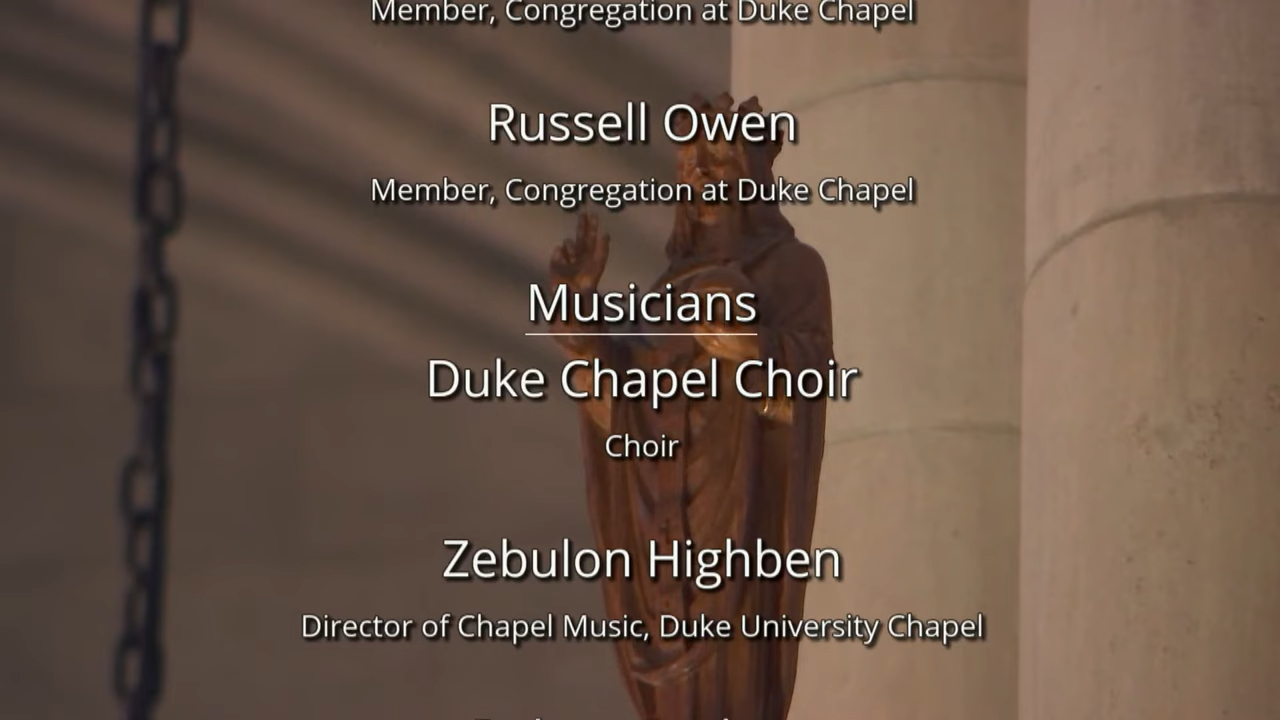 Member, Congregation at Duke Chapel
Russell Owen
Member, Congregation at Duke Chapel
Musicians
Duke Chapel Choir
Choir
Zebulon Highben
Director of Chapel Music, Duke University Chapel